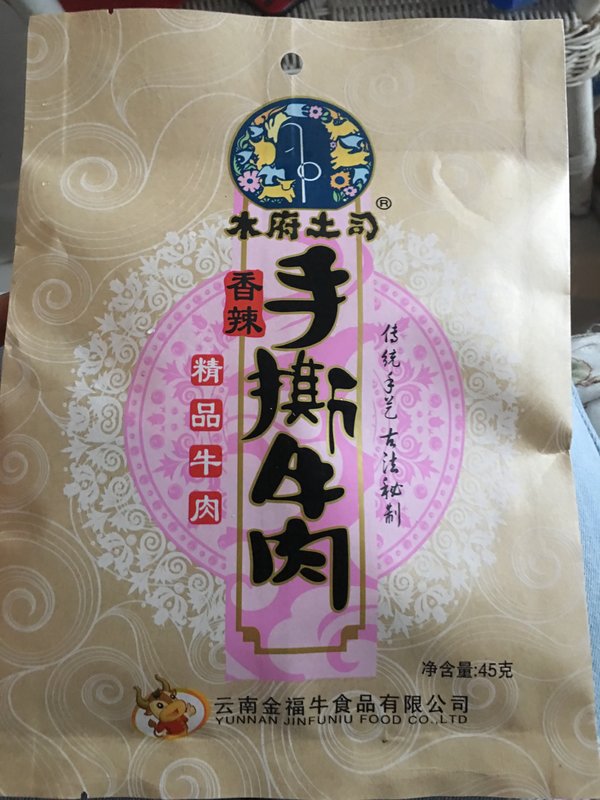 木府土司®
香辣
手撕牛肉
精品牛肉
传统手艺 古法秘制
净含量:45克
云南金福牛食品有限公司
YUNNAN JINFUNIU FOOD CO.,LTD